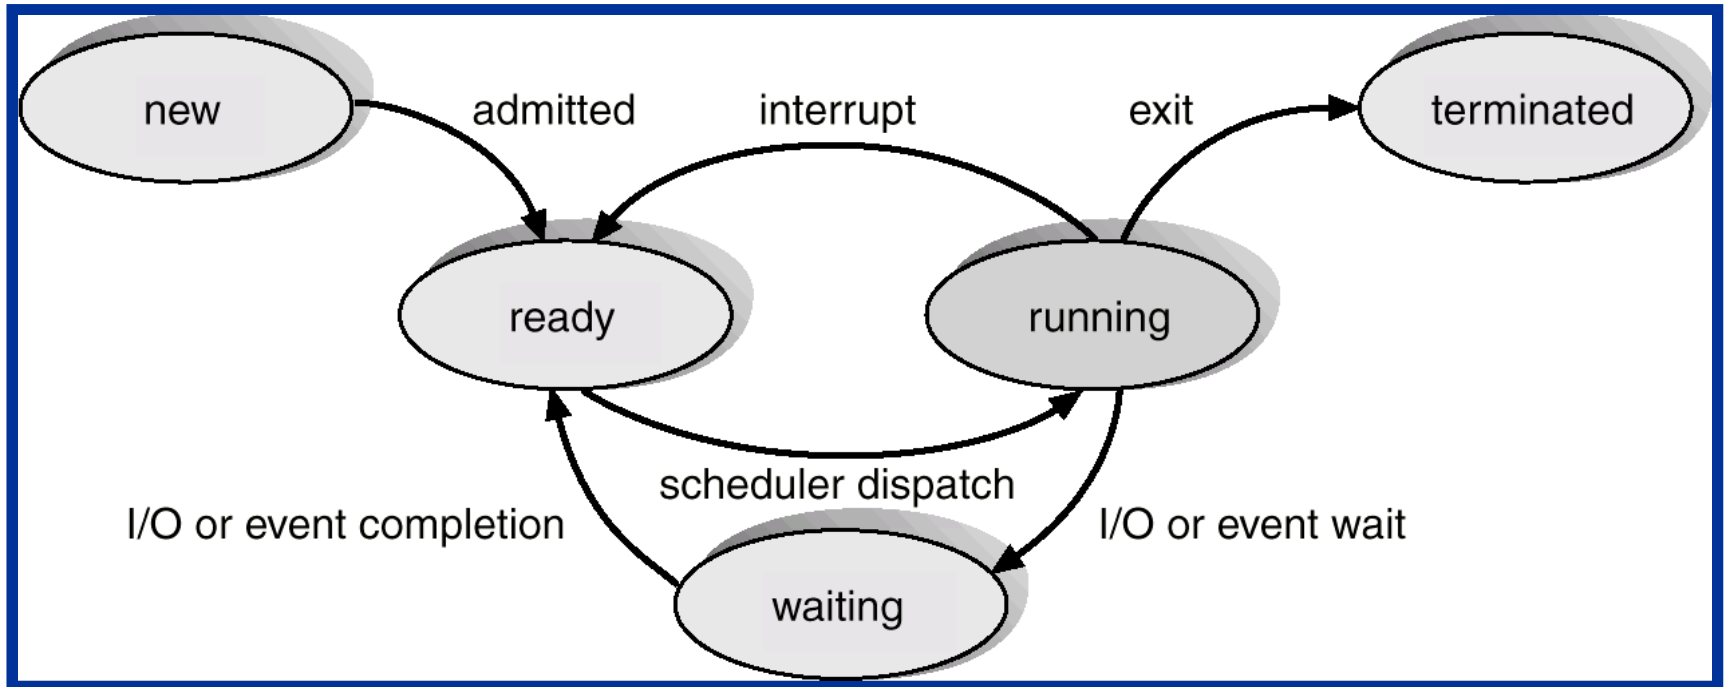 new
admitted
interrupt
exit
terminated
ready
running
scheduler dispatch
I/O or event completion
I/O or event wait
waiting